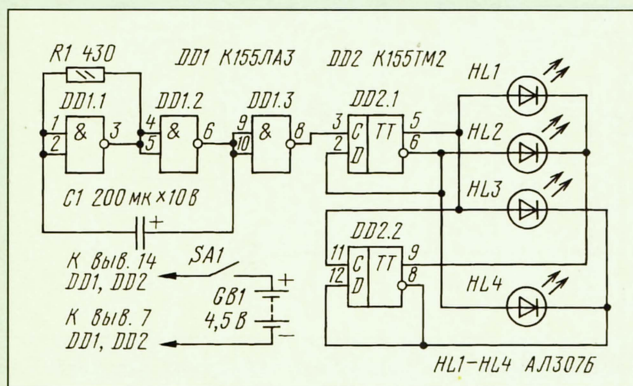 R1 430
DD1 К155ЛА3
DD2 К155ТМ2
HL1
DD1.1
DD1.2
DD1.3
DD2.1
1
2
&
3
4
5
&
6
9
10
&
8
3
2
C
D
TT
5
6
HL2
C1 200 мк × 10 В
+
HL3
DD2.2
К выв. 14
DD1, DD2
SA1
11
12
C
D
TT
9
8
GB1
4,5 В
+
−
HL4
К выв. 7
DD1, DD2
HL1-HL4 АЛ307Б